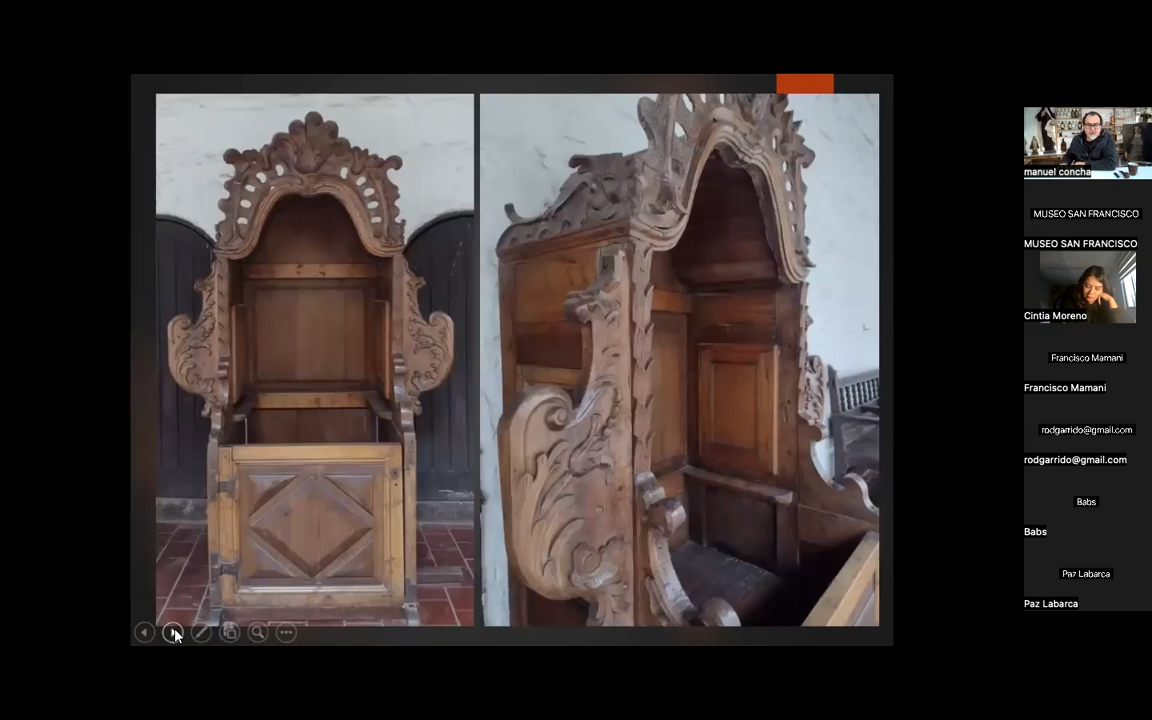 manuel concha
MUSEO SAN FRANCISCO
MUSEO SAN FRANCISCO
Cintia Moreno
Francisco Mamani
Francisco Mamani
rodgarrido@gmail.com
rodgarrido@gmail.com
Babs
Babs
Paz Labarca
Paz Labarca